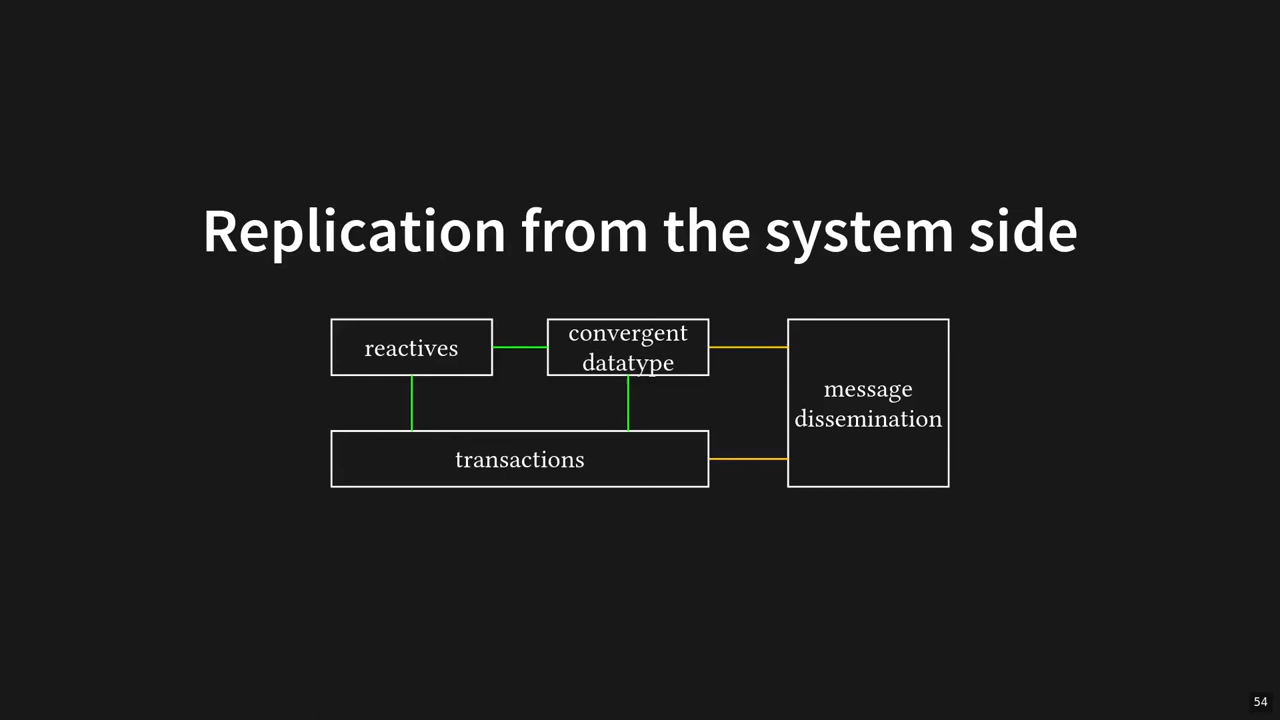 Replication from the system side
reactives
convergent
datatype
message
dissemination
transactions
54